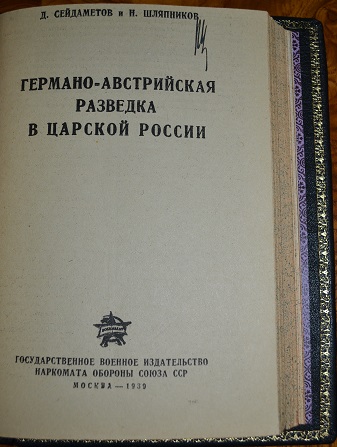 Д. СЕЙДАМЕТОВ и Н. ШЛЯПНИКОВ
ГЕРМАНО-АВСТРИЙСКАЯ
РАЗВЕДКА
В ЦАРСКОЙ РОССИИ
ГОСУДАРСТВЕННОЕ ВОЕННОЕ ИЗДАТЕЛЬСТВО
НАРКОМАТА ОБОРОНЫ СОЮЗА ССР
МОСКВА — 1939